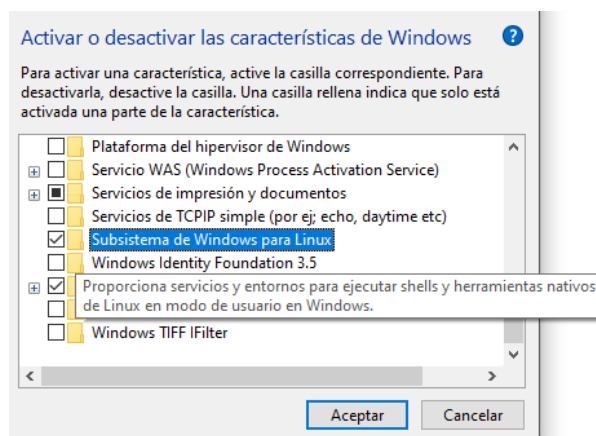 Activar o desactivar las características de Windows
?
Para activar una característica, active la casilla correspondiente. Para
desactivarla, desactive la casilla. Una casilla rellena indica que solo está
activada una parte de la característica.
Plataforma del hipervisor de Windows
Servicio WAS (Windows Process Activation Service)
Servicios de impresión y documentos
Servicios de TCPIP simple (por ej; echo, daytime etc)
Subsistema de Windows para Linux
Windows Identity Foundation 3.5
Proporciona servicios y entornos para ejecutar shells y herramientas nativos
de Linux en modo de usuario en Windows.
Windows TIFF IFilter
Aceptar
Cancelar